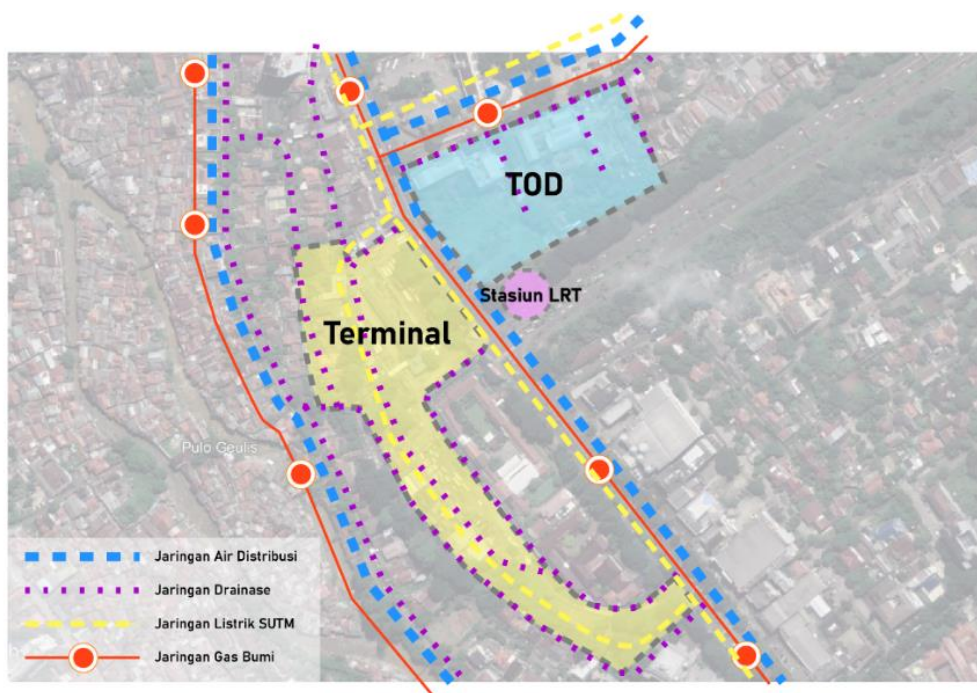 TOD
Stasiun LRT
Terminal
Pulo Geulis
Jaringan Air Distribusi
Jaringan Drainase
Jaringan Listrik SUTM
Jaringan Gas Bumi